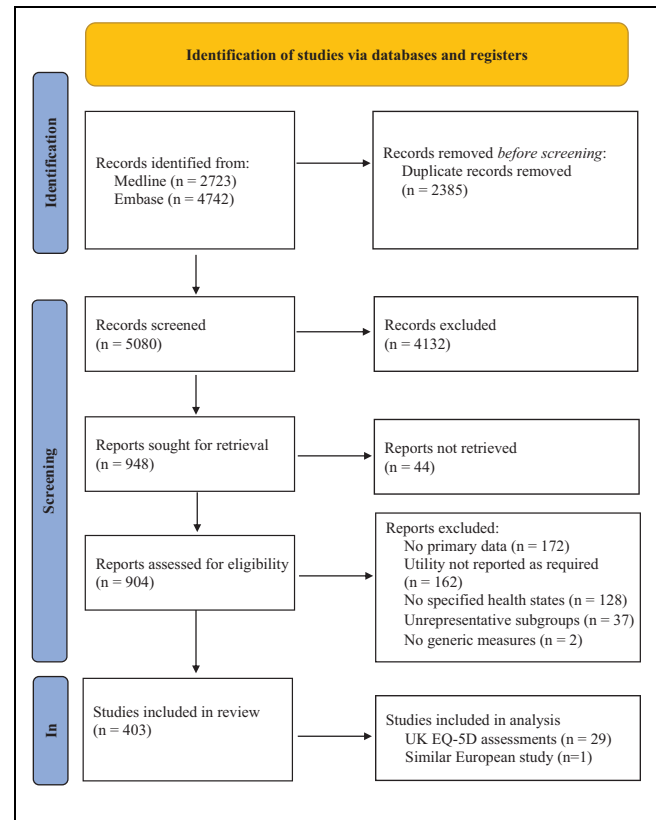 Identification of studies via databases and registers
Identification
Records identified from:
Medline (n = 2723)
Embase (n = 4742)
Records removed before screening:
Duplicate records removed
(n = 2385)
Screening
Records screened
(n = 5080)
Records excluded
(n = 4132)
Reports sought for retrieval
(n = 948)
Reports not retrieved
(n = 44)
Reports assessed for eligibility
(n = 904)
Reports excluded:
No primary data (n = 172)
Utility not reported as required
(n = 162)
No specified health states (n = 128)
Unrepresentative subgroups (n = 37)
No generic measures (n = 2)
In
Studies included in review
(n = 403)
Studies included in analysis
UK EQ-5D assessments (n = 29)
Similar European study (n=1)